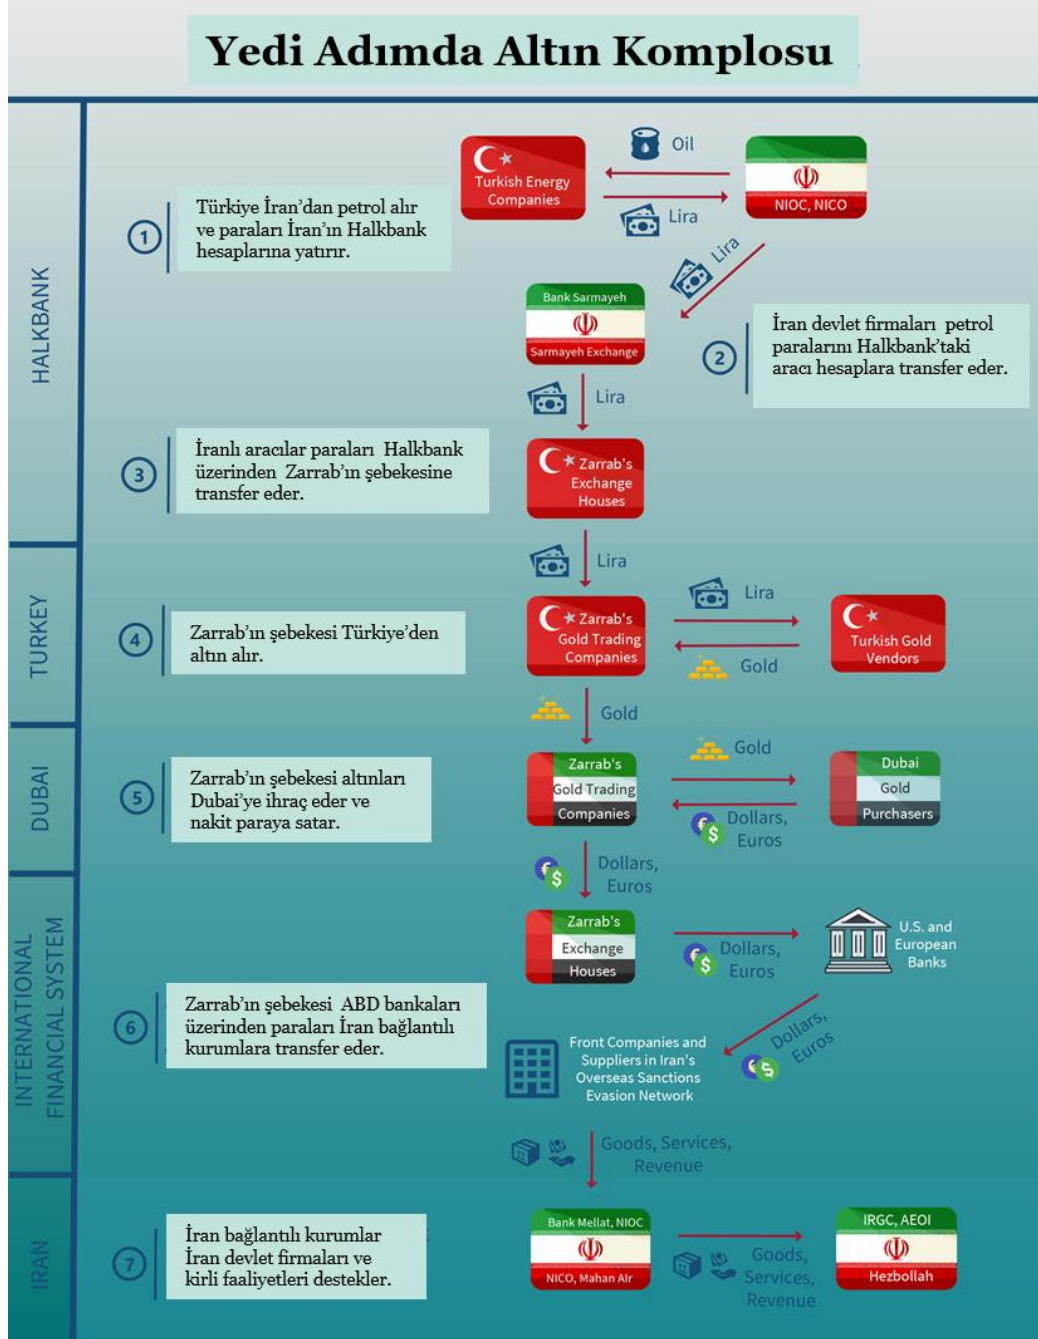 Yedi Adımda Altın Komplosu
HALKBANK
Oil
Turkish Energy
Companies
NIOC, NICO
Lira
1
Türkiye İran’dan petrol alır
ve paraları İran’ın Halkbank
hesaplarına yatırır.
Lira
Bank Sarmayeh
Sarmayeh Exchange
2
İran devlet firmaları petrol
paralarını Halkbank’taki
aracı hesaplara transfer eder.
Lira
3
İranlı aracılar paraları Halkbank
üzerinden Zarrab’ın şebekesine
transfer eder.
Zarrab's
Exchange
Houses
Lira
TURKEY
4
Zarrab’ın şebekesi Türkiye’den
altın alır.
Zarrab's
Gold Trading
Companies
Lira
Gold
Turkish Gold
Vendors
Gold
DUBAI
5
Zarrab’ın şebekesi altınları
Dubai’ye ihraç eder ve
nakit paraya satar.
Zarrab's
Gold Trading
Companies
Gold
Dollars,
Euros
Dubai
Gold
Purchasers
Dollars,
Euros
INTERNATIONAL
FINANCIAL SYSTEM
Zarrab's
Exchange
Houses
Dollars,
Euros
U.S. and
European
Banks
6
Zarrab’ın şebekesi ABD bankaları
üzerinden paraları İran bağlantılı
kurumlara transfer eder.
Dollars,
Euros
Front Companies and
Suppliers in Iran's
Overseas Sanctions
Evasion Network
Goods, Services,
Revenue
IRAN
7
İran bağlantılı kurumlar
İran devlet firmaları ve
kirli faaliyetleri destekler.
Bank Mellat, NIOC
NICO, Mahan Air
Goods,
Services,
Revenue
IRGC, AEOI
Hezbollah